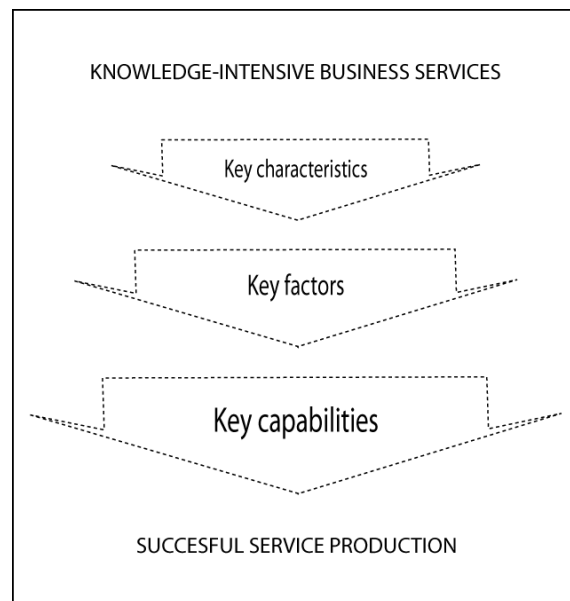 KNOWLEDGE-INTENSIVE BUSINESS SERVICES
Key characteristics
Key factors
Key capabilities
SUCCESFUL SERVICE PRODUCTION